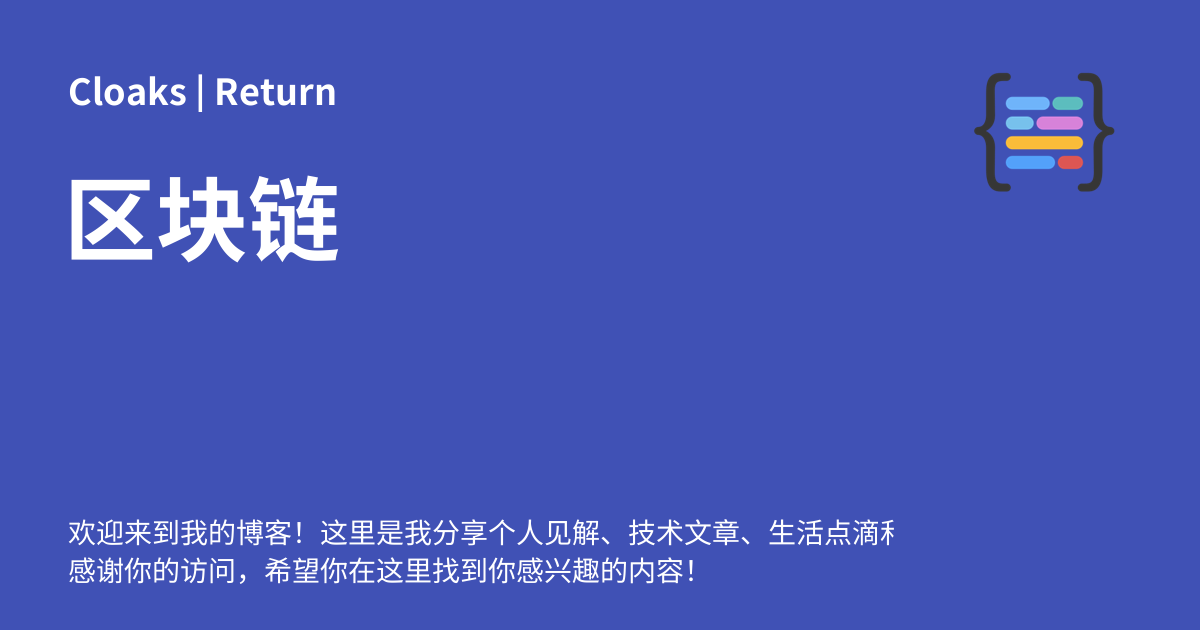 Cloaks | Return
区块链
欢迎来到我的博客！这里是我分享个人见解、技术文章、生活点滴
感谢你的访问，希望你在这里找到你感兴趣的内容！